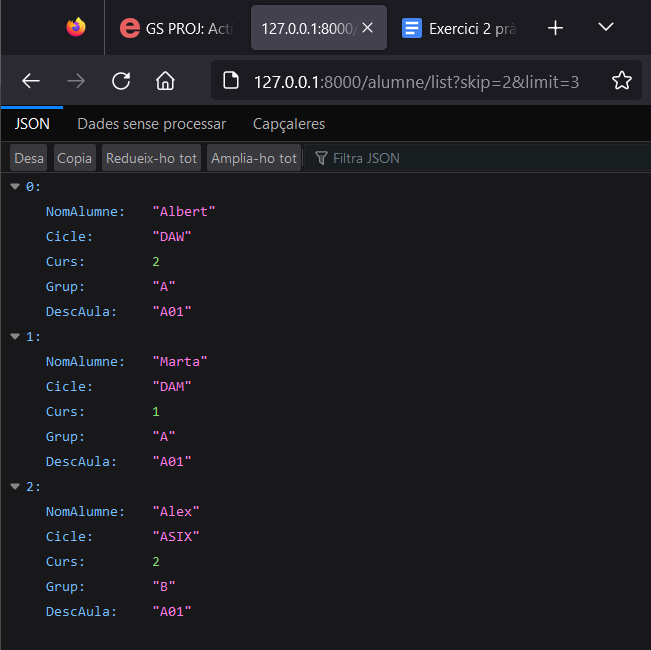 GS PROJ: Acti
127.0.0.1:8000/
Exercici 2 prà
127.0.0.1:8000/alumne/list?skip=2&limit=3
JSON Dades sense processar Capçaleres
Desa Copia Redueix-ho tot Amplia-ho tot Filtra JSON
0:
NomAlumne: "Albert"
Cicle: "DAW"
Curs: 2
Grup: "A"
DescAula: "A01"
1:
NomAlumne: "Marta"
Cicle: "DAM"
Curs: 1
Grup: "A"
DescAula: "A01"
2:
NomAlumne: "Alex"
Cicle: "ASIX"
Curs: 2
Grup: "B"
DescAula: "A01"